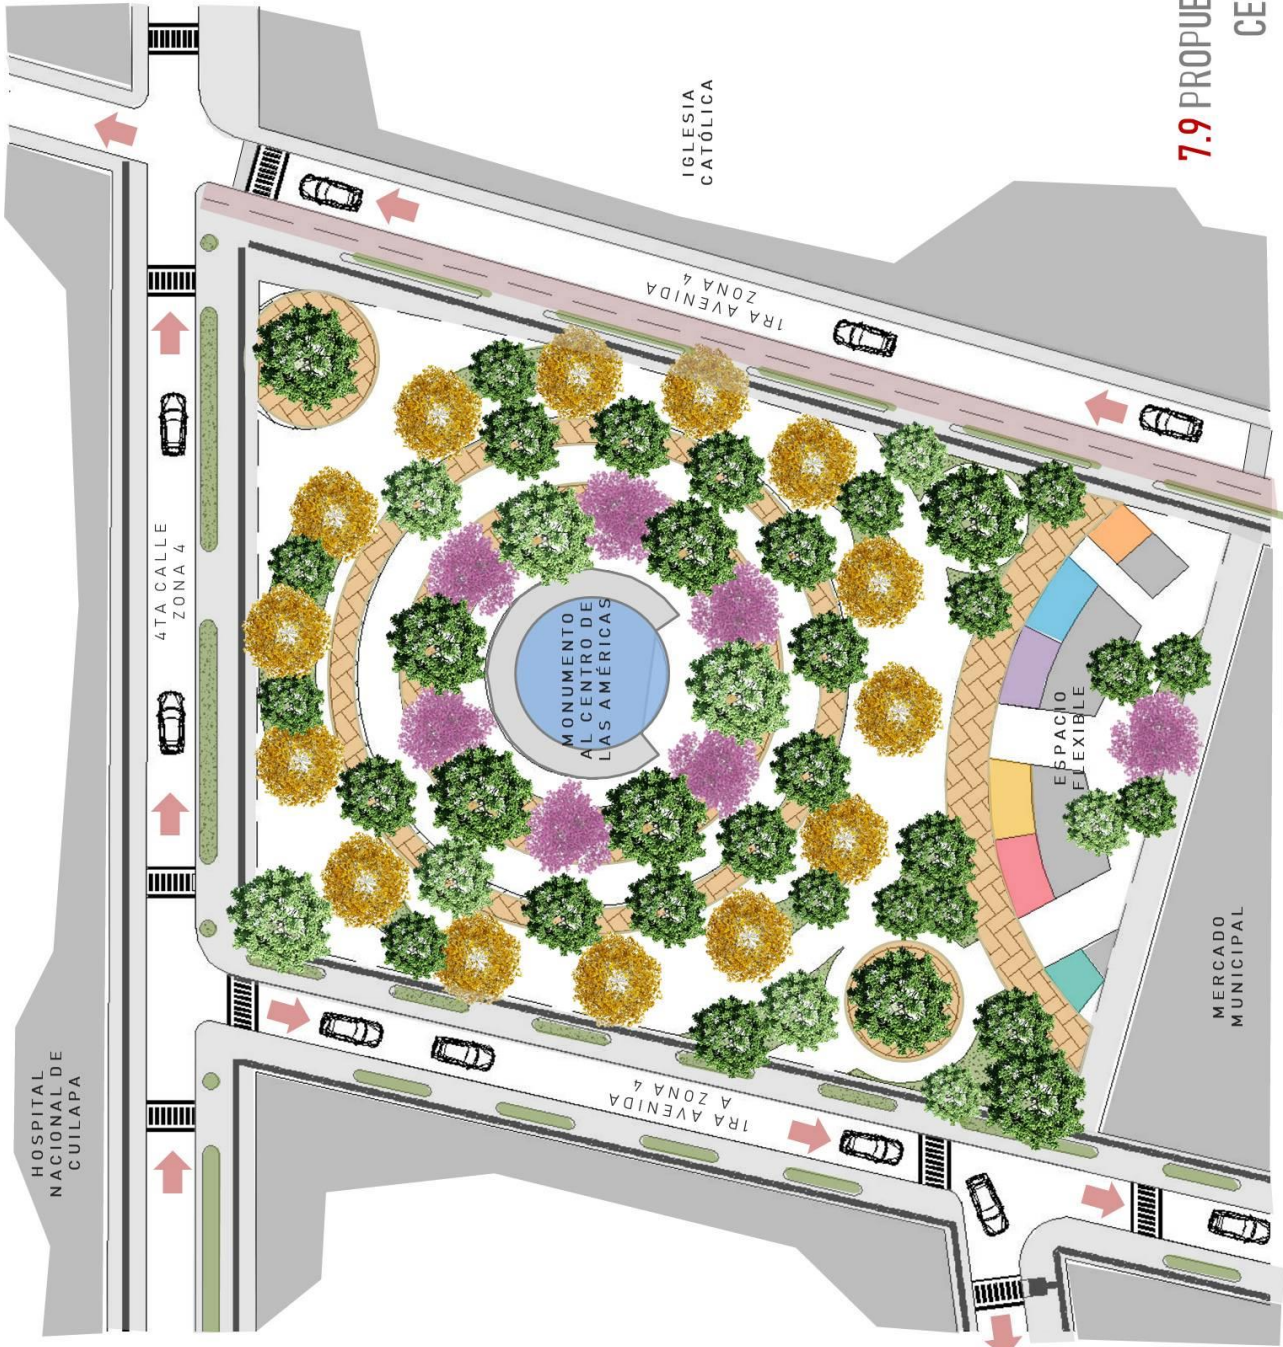 7.9 PROPUE
CE
IGLESIA
CATÓLICA
1RA AVENIDA
ZONA 4
4TA CALLE
ZONA 4
MONUMENTO
AL CENTRO DE
LAS AMÉRICAS
ESPACIO
FLEXIBLE
MERCADO
MUNICIPAL
1RA AVENIDA
A ZONA 4
HOSPITAL
NACIONAL DE
CUILAPA